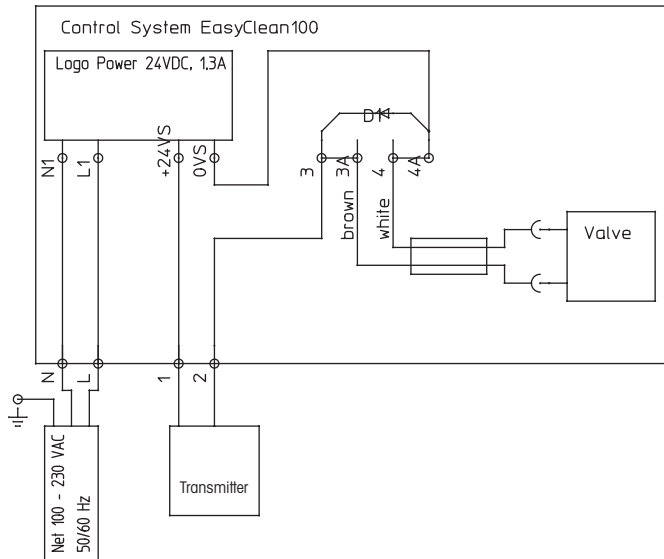 Control System EasyClean100
Logo Power 24VDC, 1.3A
D1
N1
L1
+24VS
0VS
3
3A
4
4A
brown
white
Valve
N
L
1
2
Net 100 - 230 VAC
50/60 Hz
Transmitter